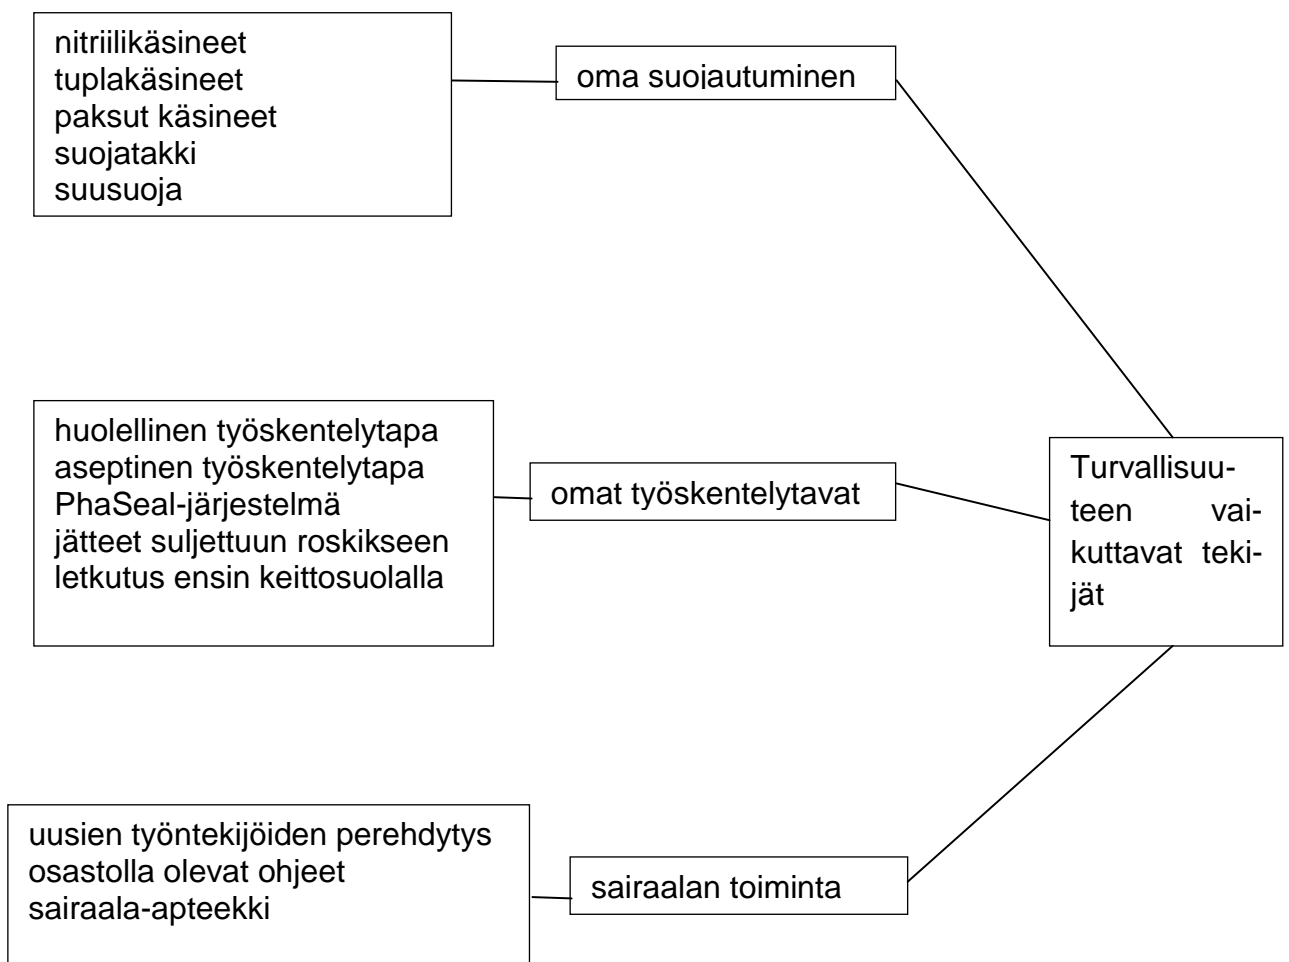 nitriilikäsineet
tuplakäsineet
paksut käsineet
suojatakki
suusuoja
oma suojautuminen
huolellinen työskentelytapa
aseptinen työskentelytapa
PhaSeal-järjestelmä
jätteet suljettuun roskikseen
letkutus ensin keittosuolalla
omat työskentelytavat
Turvallisuu-
teen vai-
kuttavat teki-
jät
uusien työntekijöiden perehdytys
osastolla olevat ohjeet
sairaala-apteekki
sairaalan toiminta